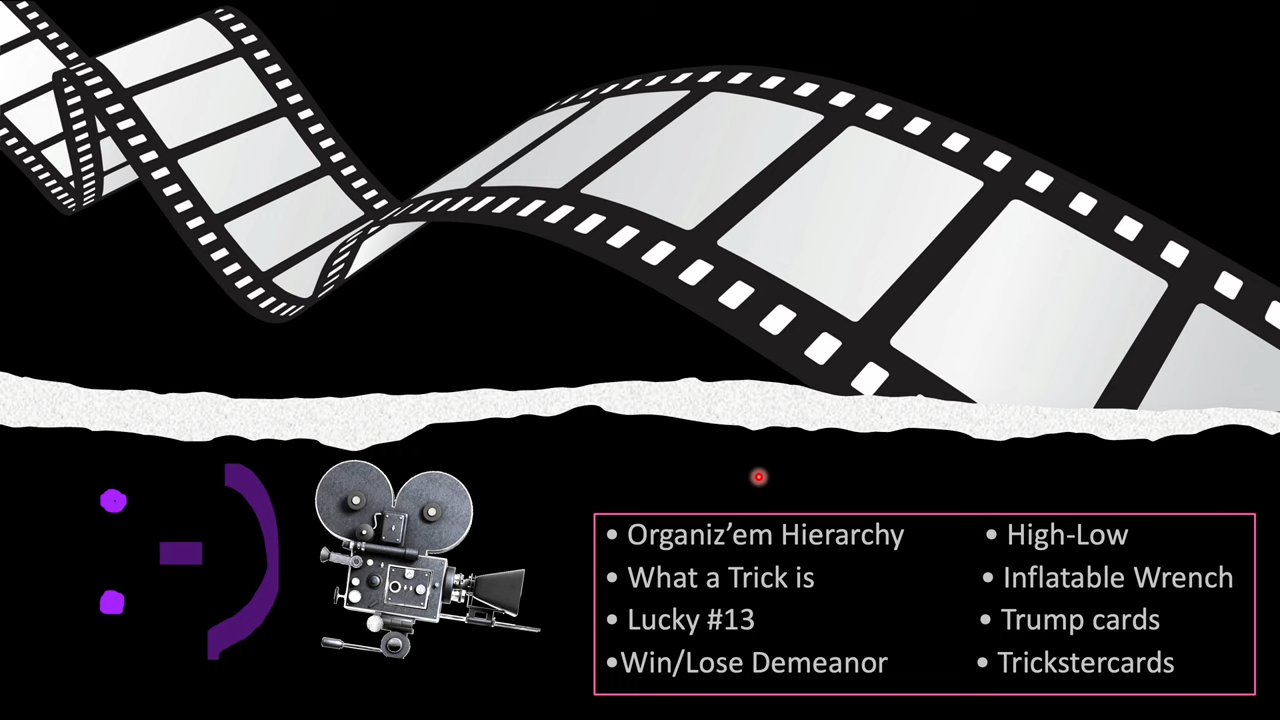 • Organiz’em Hierarchy
• What a Trick is
• Lucky #13
•Win/Lose Demeanor
• High-Low
• Inflatable Wrench
• Trump cards
• Trickstercards